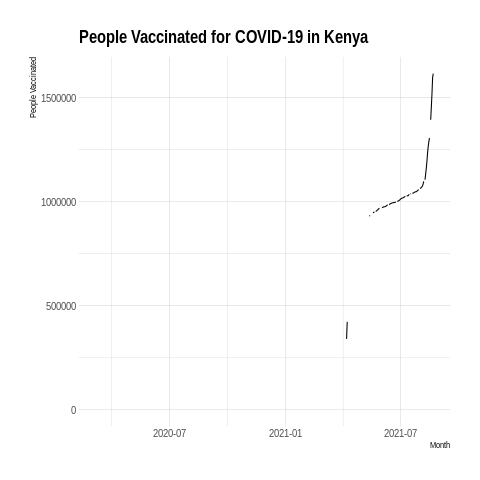 People Vaccinated for COVID-19 in Kenya
People Vaccinated
1500000
1000000
500000
0
2020-07
2021-01
2021-07
Month